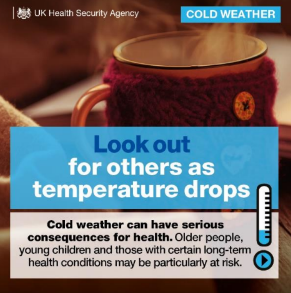 UK Health Security Agency
COLD WEATHER
Look out
for others as
temperature drops
Cold weather can have serious
consequences for health. Older people,
young children and those with certain long-term
health conditions may be particularly at risk.